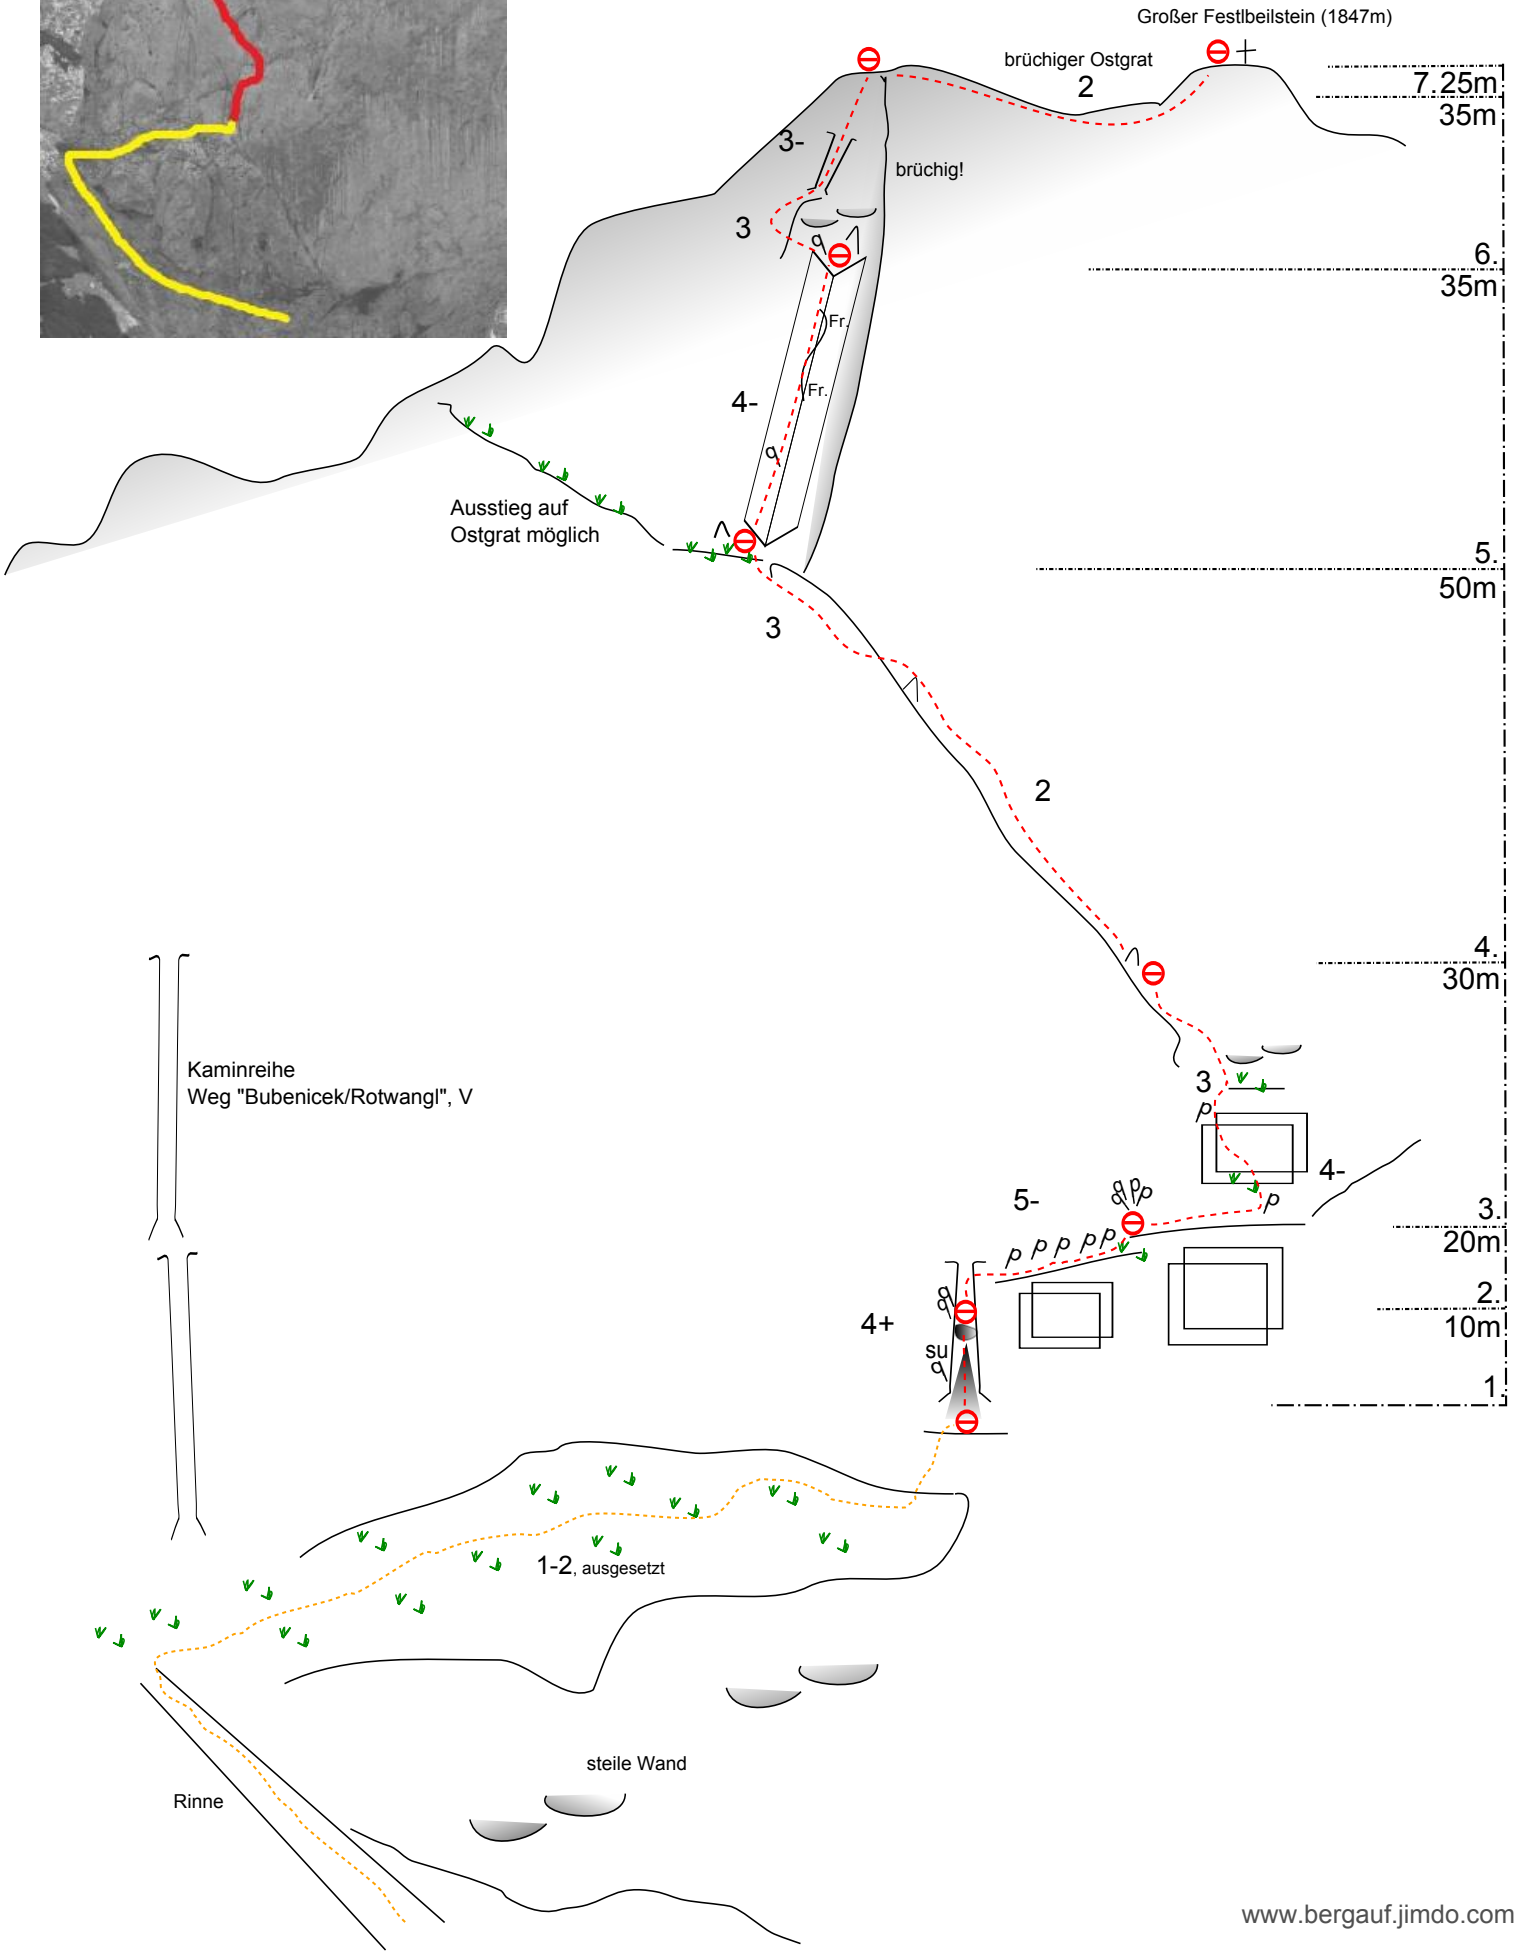 Großer Festlbeilstein (1847m)
brüchiger Ostgrat
2
7. 25m
35m
3-
brüchig!
3
6.
35m
Fr.
Fr.
4-
Ausstieg auf
Ostgrat möglich
5.
50m
3
2
4.
30m
Kaminreihe
Weg "Bubenicek/Rotwangl", V
3
4-
5-
3.
20m
2.
10m
4+
su
1.
1-2, ausgesetzt
steile Wand
Rinne
www.bergauf.jimdo.com